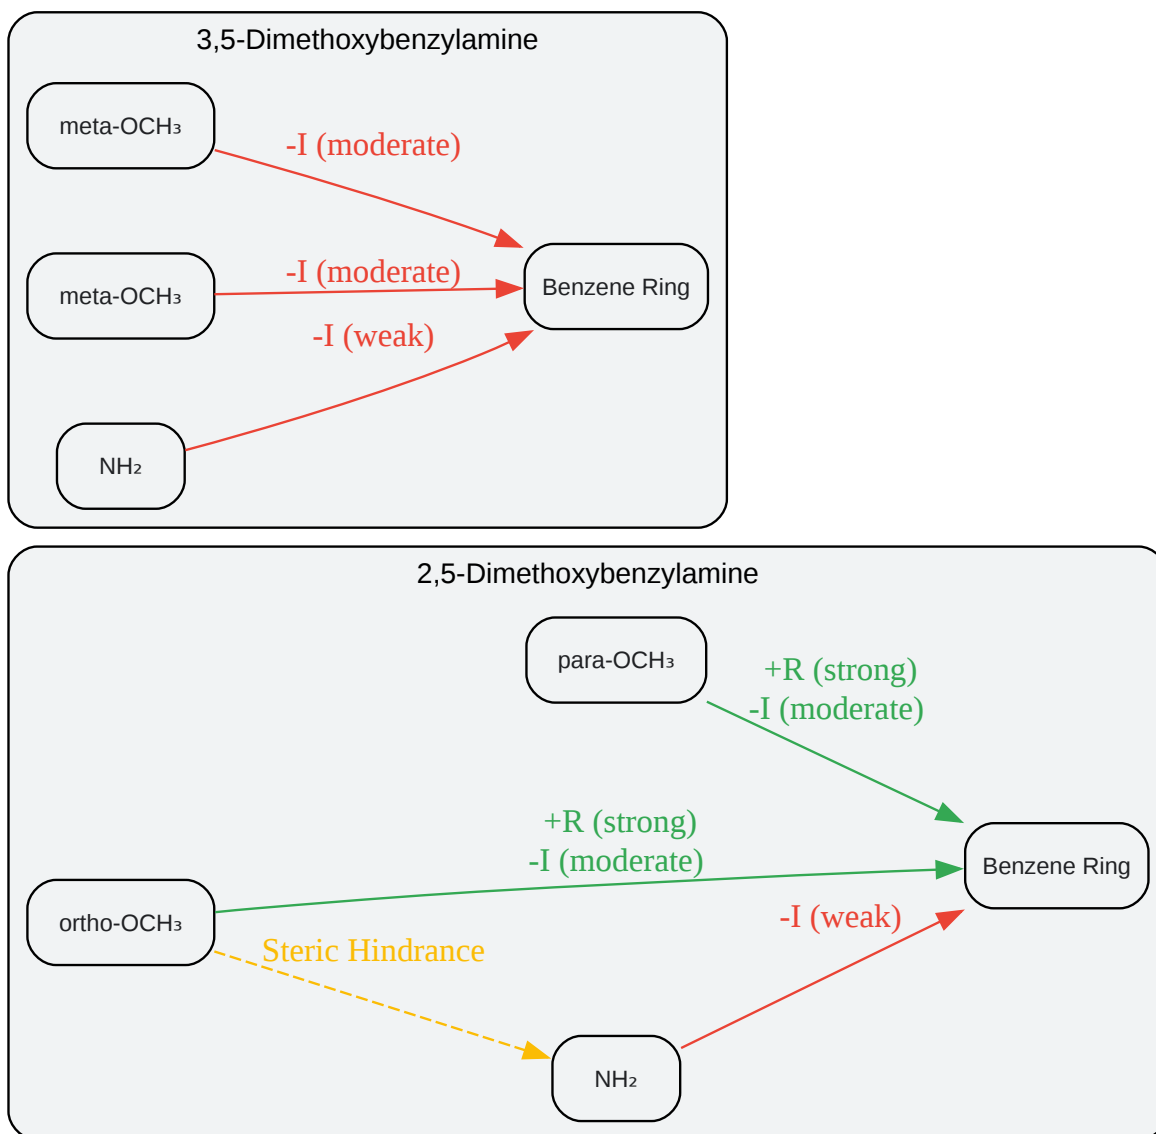 3,5-Dimethoxybenzylamine
meta-OCH₃
-I (moderate)
meta-OCH₃
-I (moderate)
Benzene Ring
-I (weak)
NH₂
2,5-Dimethoxybenzylamine
para-OCH₃
+R (strong)
-I (moderate)
+R (strong)
-I (moderate)
Benzene Ring
ortho-OCH₃
-I (weak)
Steric Hindrance
NH₂